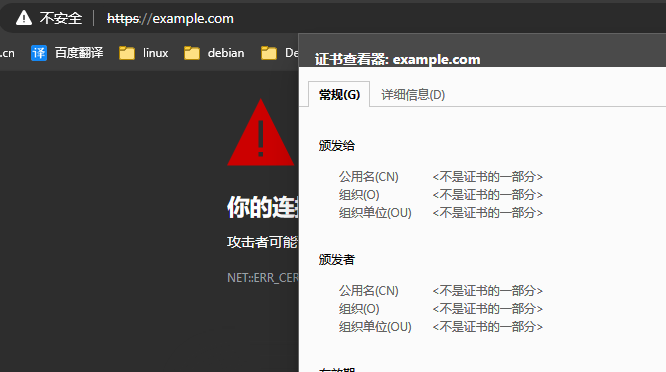 不安全 | https://example.com
.cn 译 百度翻译 linux debian De
证书查看器: example.com
常规(G) 详细信息(D)
你的连接
攻击者可能
NET::ERR_CER
颁发给
公用名(CN) <不是证书的一部分>
组织(O) <不是证书的一部分>
组织单位(OU) <不是证书的一部分>
颁发者
公用名(CN) <不是证书的一部分>
组织(O) <不是证书的一部分>
组织单位(OU) <不是证书的一部分>
有效期